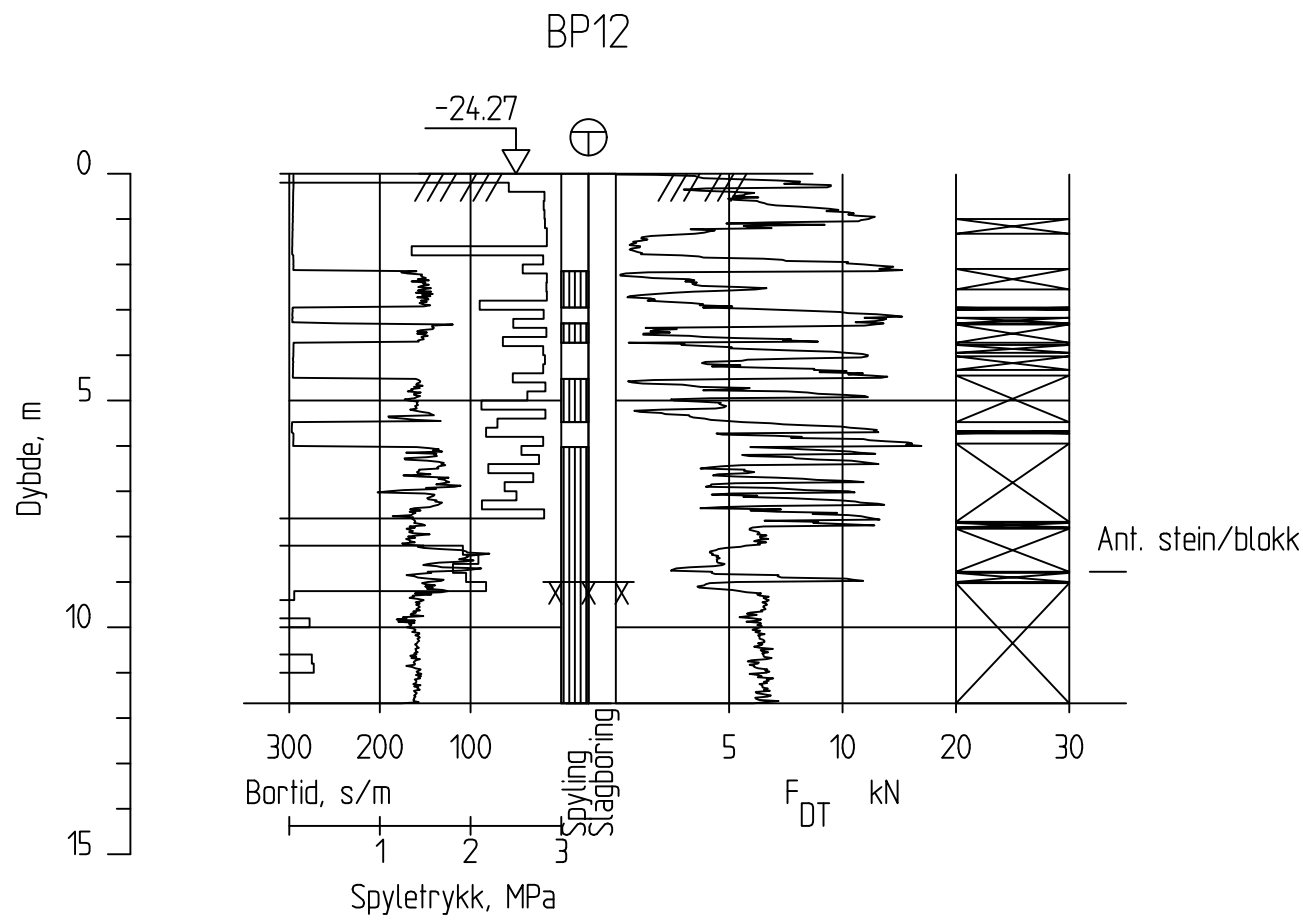 BP12
-24.27
0
5
10
15
Dybde, m
Ant. stein/blokk
300 200 100 5 10 20 30
Bortid, s/m
Spyling
Slagboring
F DT kN
1 2 3
Spyletrykk, MPa